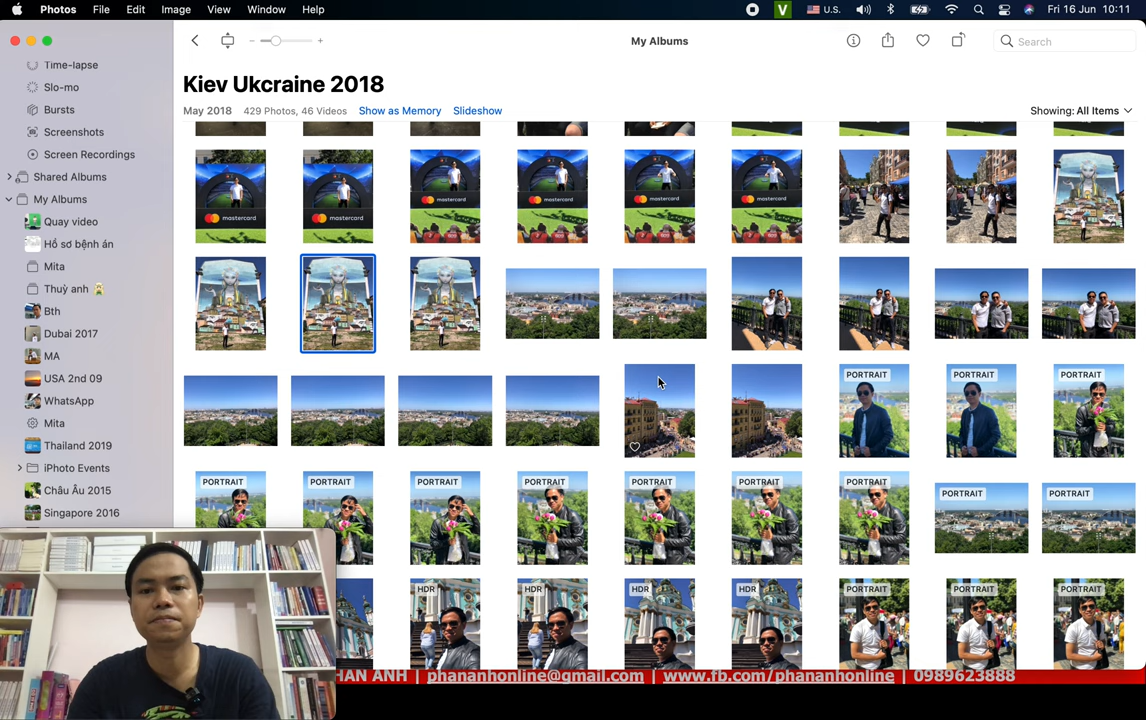 Photos File Edit Image View Window Help
V U.S. Fri 16 Jun 10:11
My Albums
Search
Kiev Ukcraine 2018
May 2018 429 Photos, 46 Videos Show as Memory Slideshow
Showing: All Items
Time-lapse
Slo-mo
Bursts
Screenshots
Screen Recordings
Shared Albums
My Albums
Quay video
Hồ sơ bệnh án
Mita
Thuỳ anh
Bth
Dubai 2017
MA
USA 2nd 09
WhatsApp
Mita
Thailand 2019
iPhoto Events
Châu Âu 2015
Singapore 2016
mastercard mastercard mastercard mastercard mastercard mastercard
PORTRAIT PORTRAIT PORTRAIT
PORTRAIT PORTRAIT PORTRAIT PORTRAIT PORTRAIT PORTRAIT PORTRAIT PORTRAIT PORTRAIT
HDR HDR HDR HDR PORTRAIT PORTRAIT PORTRAIT
HAN ANH | phananhonline@gmail.com | www.fb.com/phananhonline | 0989623888